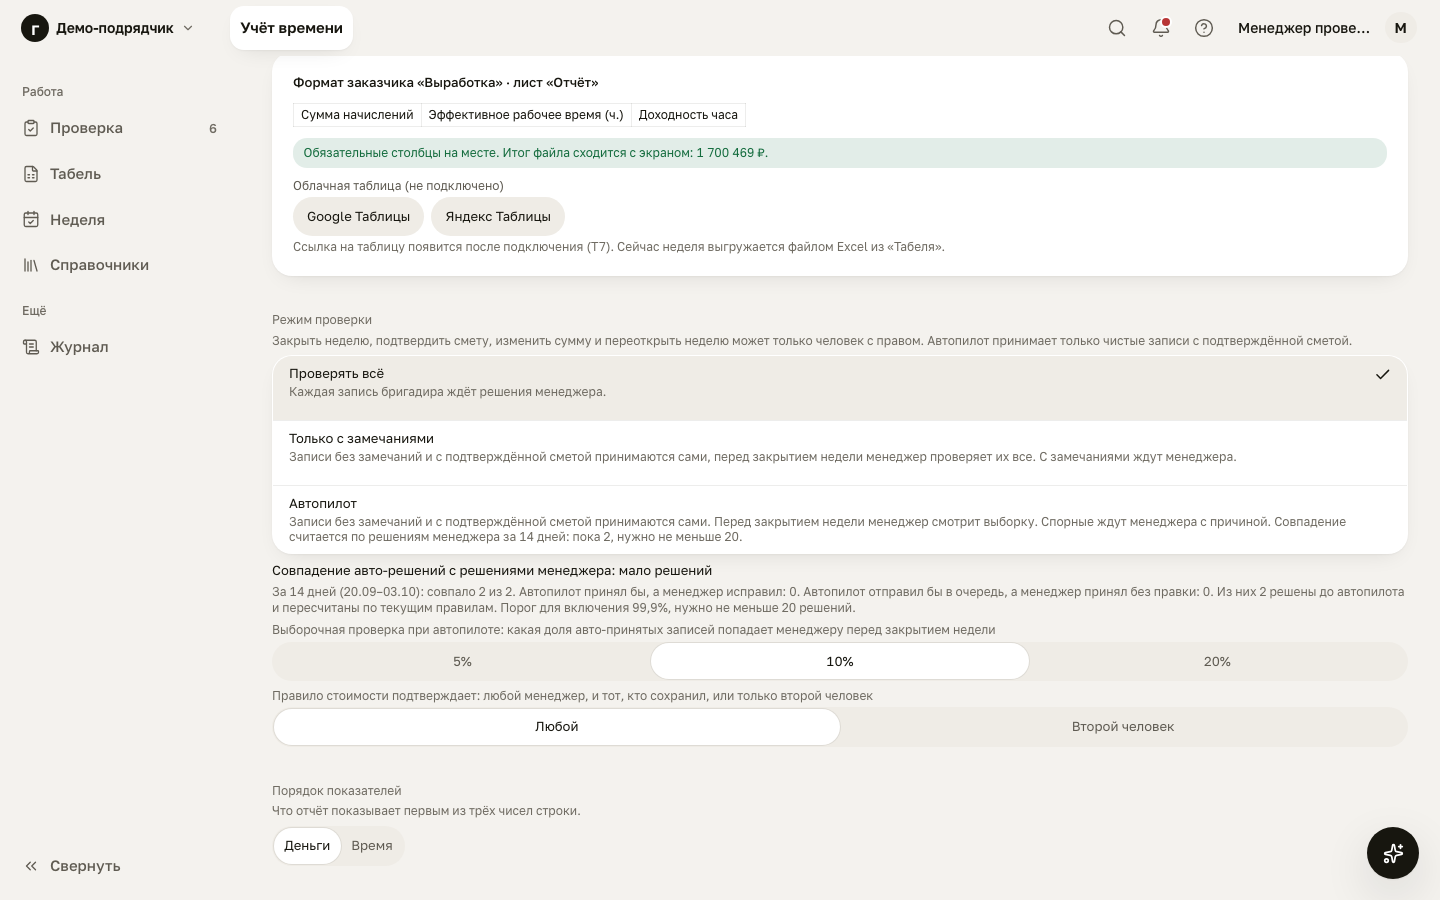 г Демо-подрядчик
Учёт времени
Менеджер прове...
М
Работа
Проверка 6
Табель
Неделя
Справочники
Ещё
Журнал
Свернуть
Формат заказчика «Выработка» · лист «Отчёт»
Сумма начислений Эффективное рабочее время (ч.) Доходность часа
Обязательные столбцы на месте. Итог файла сходится с экраном: 1 700 469 ₽.
Облачная таблица (не подключено)
Google Таблицы Яндекс Таблицы
Ссылка на таблицу появится после подключения (Т7). Сейчас неделя выгружается файлом Excel из «Табеля».
Режим проверки
Закрыть неделю, подтвердить смету, изменить сумму и переоткрыть неделю может только человек с правом. Автопилот принимает только чистые записи с подтверждённой сметой.
Проверять всё
Каждая запись бригадира ждёт решения менеджера.
Только с замечаниями
Записи без замечаний и с подтверждённой сметой принимаются сами, перед закрытием недели менеджер проверяет их все. С замечаниями ждут менеджера.
Автопилот
Записи без замечаний и с подтверждённой сметой принимаются сами. Перед закрытием недели менеджер смотрит выборку. Спорные ждут менеджера с причиной. Совпадение
считается по решениям менеджера за 14 дней: пока 2, нужно не меньше 20.
Совпадение авто-решений с решениями менеджера: мало решений
За 14 дней (20.09–03.10): совпало 2 из 2. Автопилот принял бы, а менеджер исправил: 0. Автопилот отправил бы в очередь, а менеджер принял без правки: 0. Из них 2 решены до автопилота
и пересчитаны по текущим правилам. Порог для включения 99,9%, нужно не меньше 20 решений.
Выборочная проверка при автопилоте: какая доля авто-принятых записей попадает менеджеру перед закрытием недели
5% 10% 20%
Правило стоимости подтверждает: любой менеджер, и тот, кто сохранил, или только второй человек
Любой Второй человек
Порядок показателей
Что отчёт показывает первым из трёх чисел строки.
Деньги Время